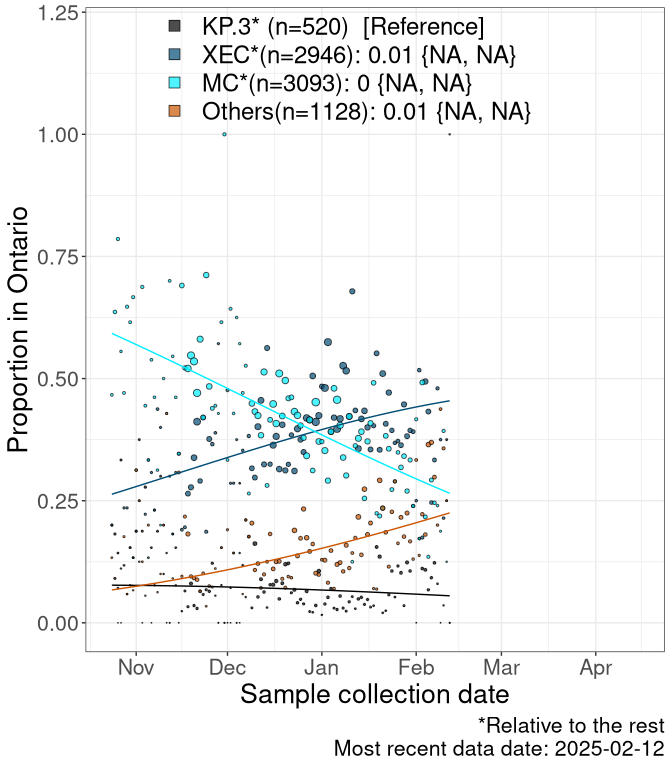 1.25
KP.3* (n=520)  [Reference]
XEC*(n=2946): 0.01 {NA, NA}
MC*(n=3093): 0 {NA, NA}
Others(n=1128): 0.01 {NA, NA}
1.00
0.75
0.50
0.25
0.00
Proportion in Ontario
Nov Dec Jan Feb Mar Apr
Sample collection date
*Relative to the rest
Most recent data date: 2025-02-12